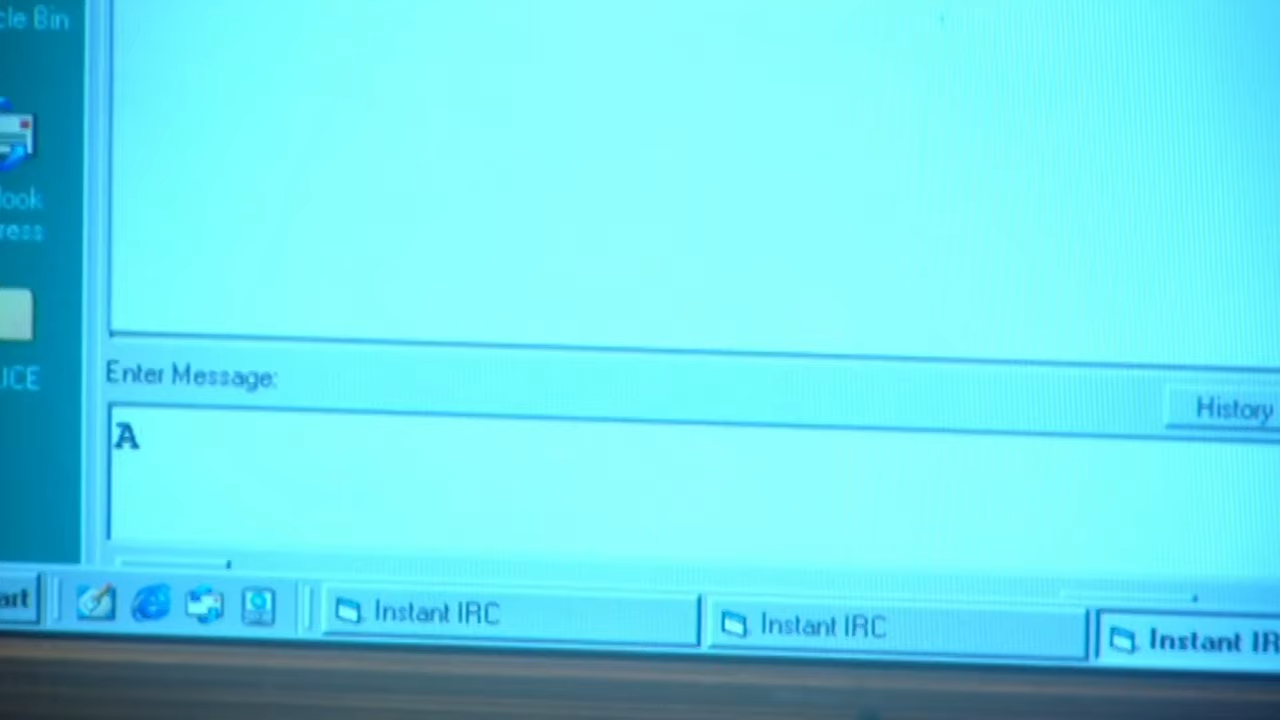 cle Bin
look
ress
ICE
Enter Message:
History
A
art
Instant IRC
Instant IRC
Instant IR